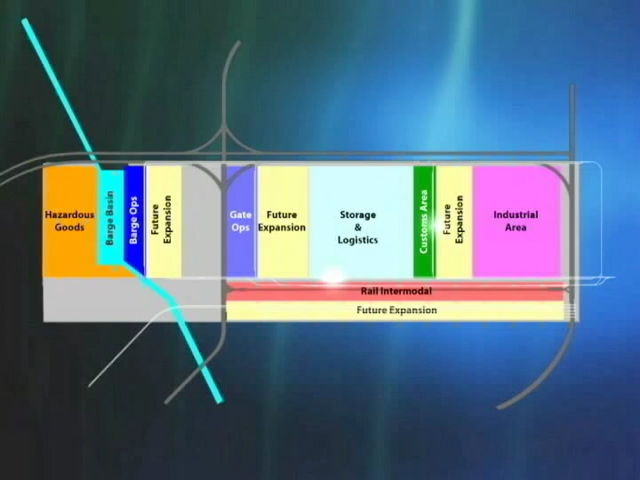 Hazardous
Goods
Barge Basin
Barge Ops
Future
Expansion
Gate
Ops
Future
Expansion
Storage
&
Logistics
Customs Area
Future
Expansion
Industrial
Area
Rail Intermodal
Future Expansion